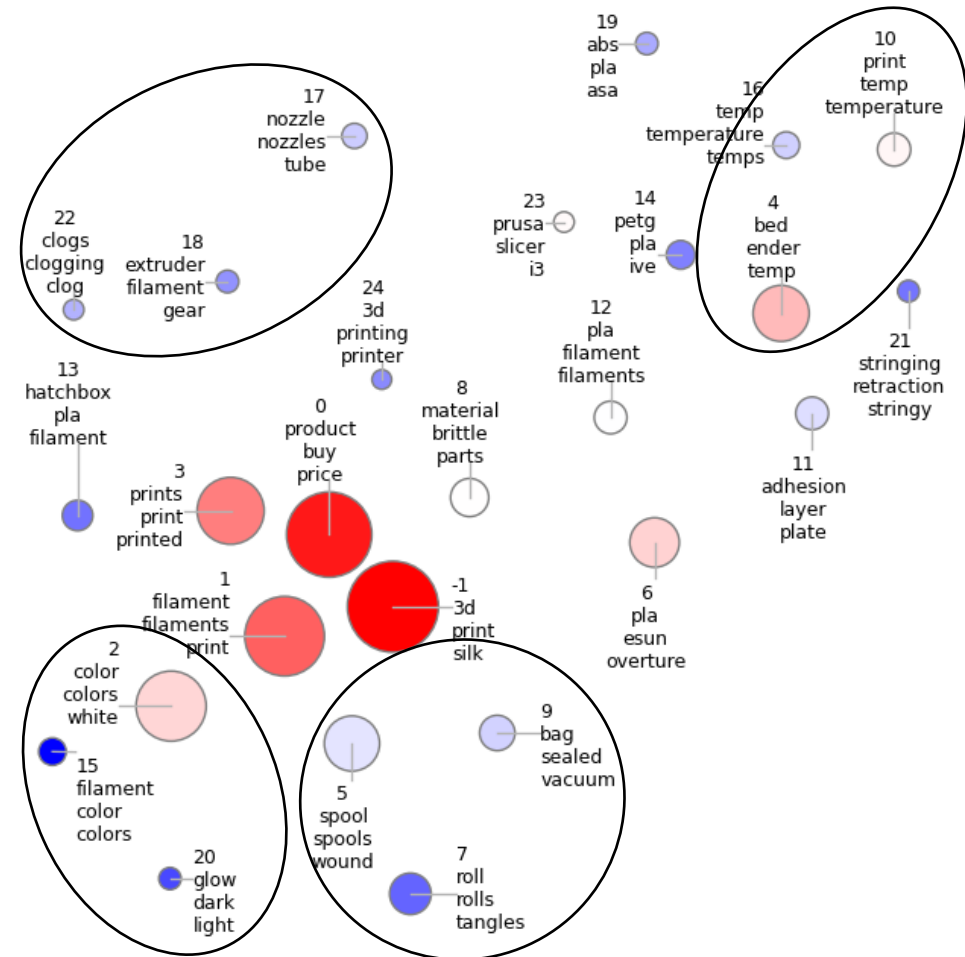 19
abs
pla
asa
10
print
temp
temperature
16
temp
temperature
temps
17
nozzle
nozzles
tube
23
prusa
slicer
i3
14
petg
pla
ive
4
bed
ender
temp
22
clogs
clogging
clog
18
extruder
filament
gear
24
3d
printing
printer
12
pla
filament
filaments
21
stringing
retraction
stringy
13
hatchbox
pla
filament
0
product
buy
price
8
material
brittle
parts
11
adhesion
layer
plate
3
prints
print
printed
1
filament
filaments
print
-1
3d
print
silk
6
pla
esun
overture
2
color
colors
white
15
filament
color
colors
5
spool
spools
wound
9
bag
sealed
vacuum
20
glow
dark
light
7
roll
rolls
tangles